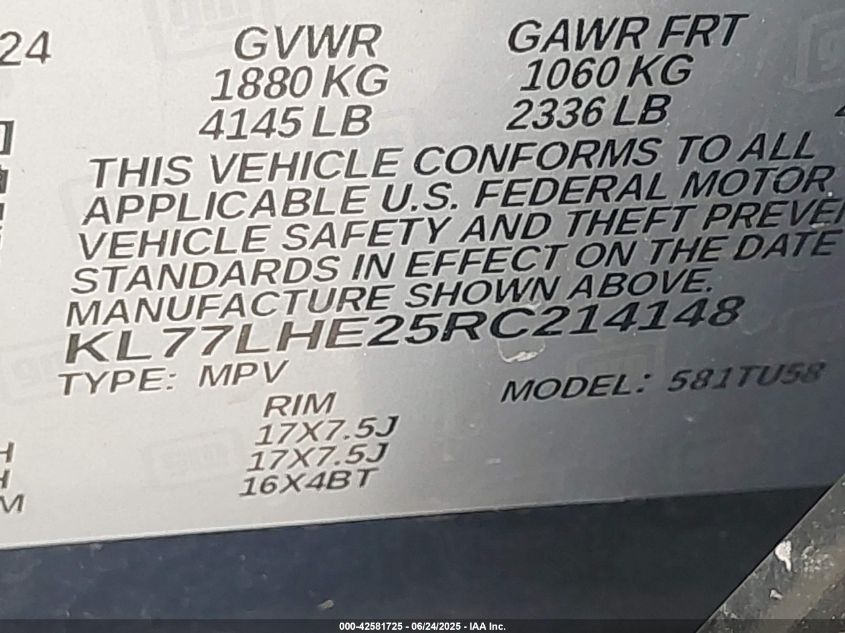 24
GVWR GAWR FRT
1880 KG 1060 KG
4145 LB 2336 LB
THIS VEHICLE CONFORMS TO ALL
APPLICABLE U.S. FEDERAL MOTOR
VEHICLE SAFETY AND THEFT PREVE
STANDARDS IN EFFECT ON THE DATE
MANUFACTURE SHOWN ABOVE.
KL77LHE25RC214148
TYPE: MPV MODEL: 581TU58
RIM
17X7.5J
H 17X7.5J
H 16X4BT
M
000-42581725 - 06/24/2025 - IAA Inc.